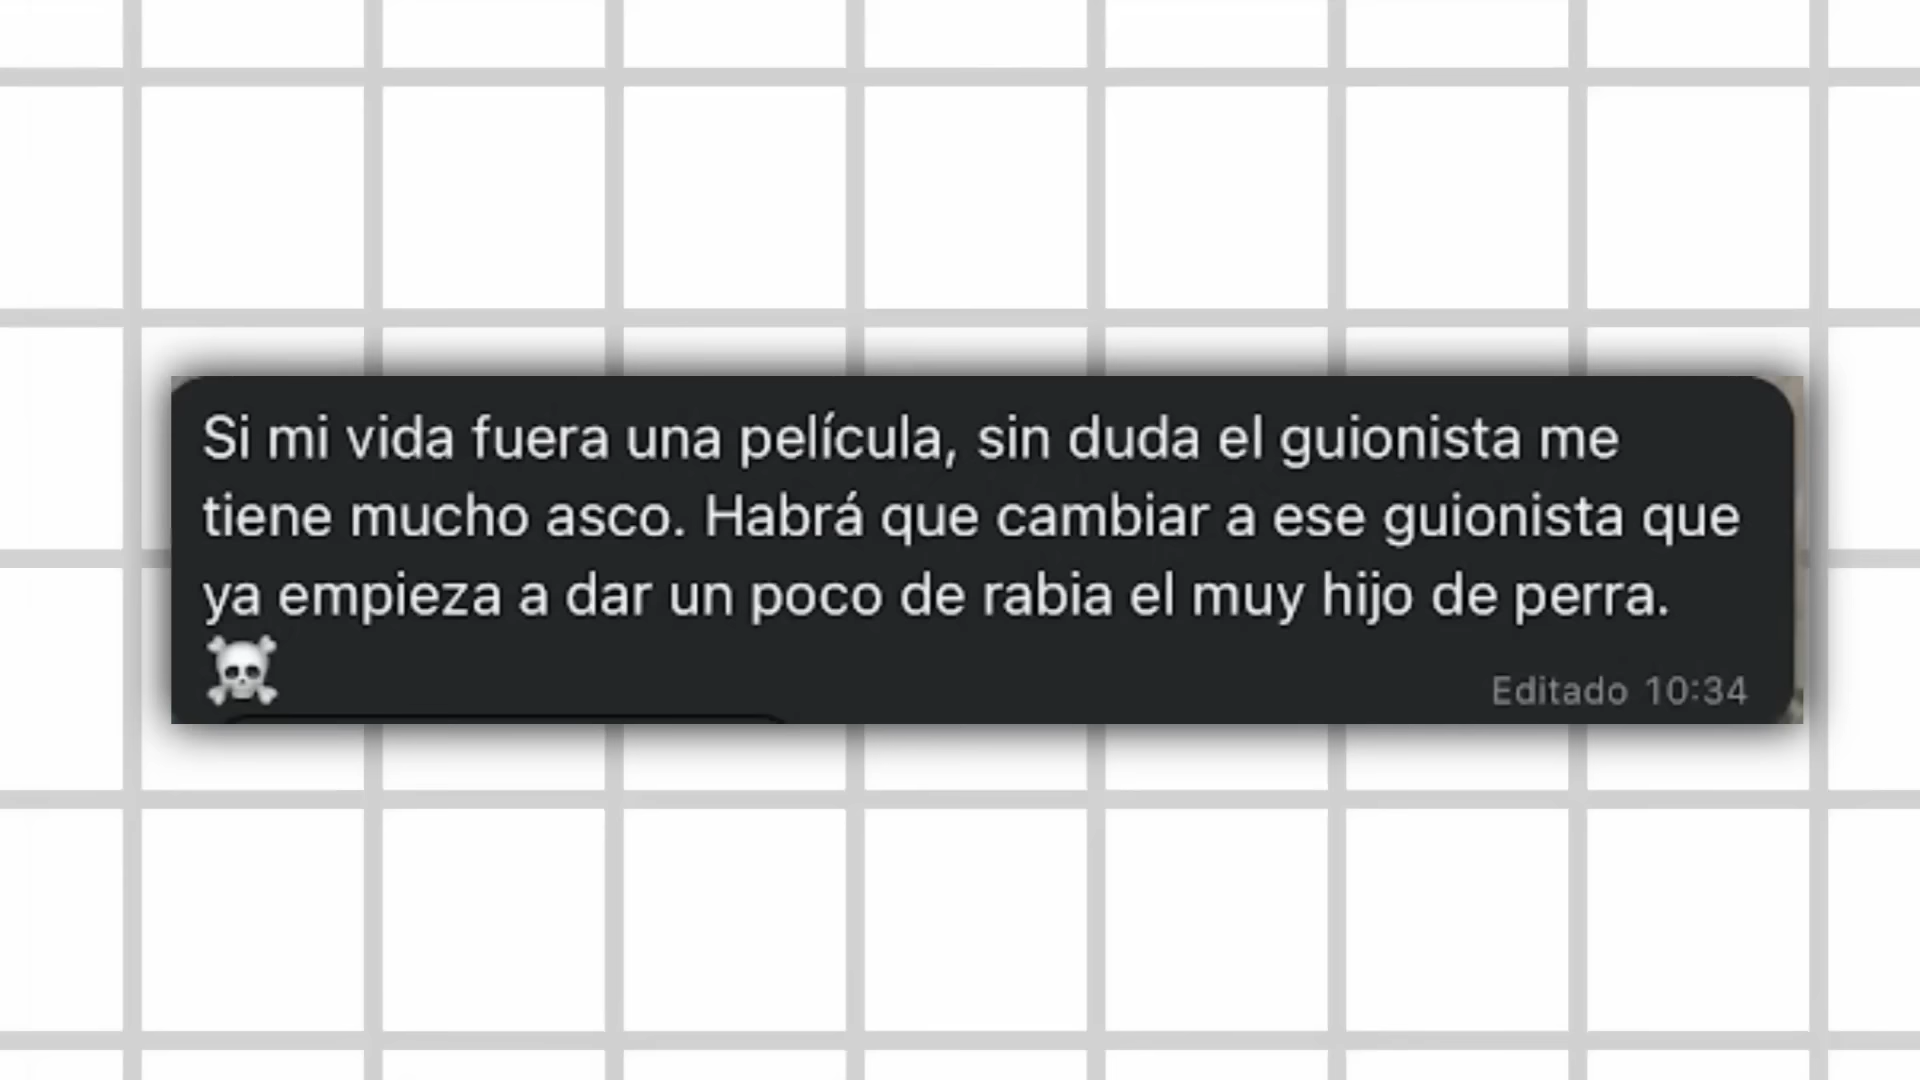 Si mi vida fuera una película, sin duda el guionista me
tiene mucho asco. Habrá que cambiar a ese guionista que
ya empieza a dar un poco de rabia el muy hijo de perra.
☠️
Editado 10:34